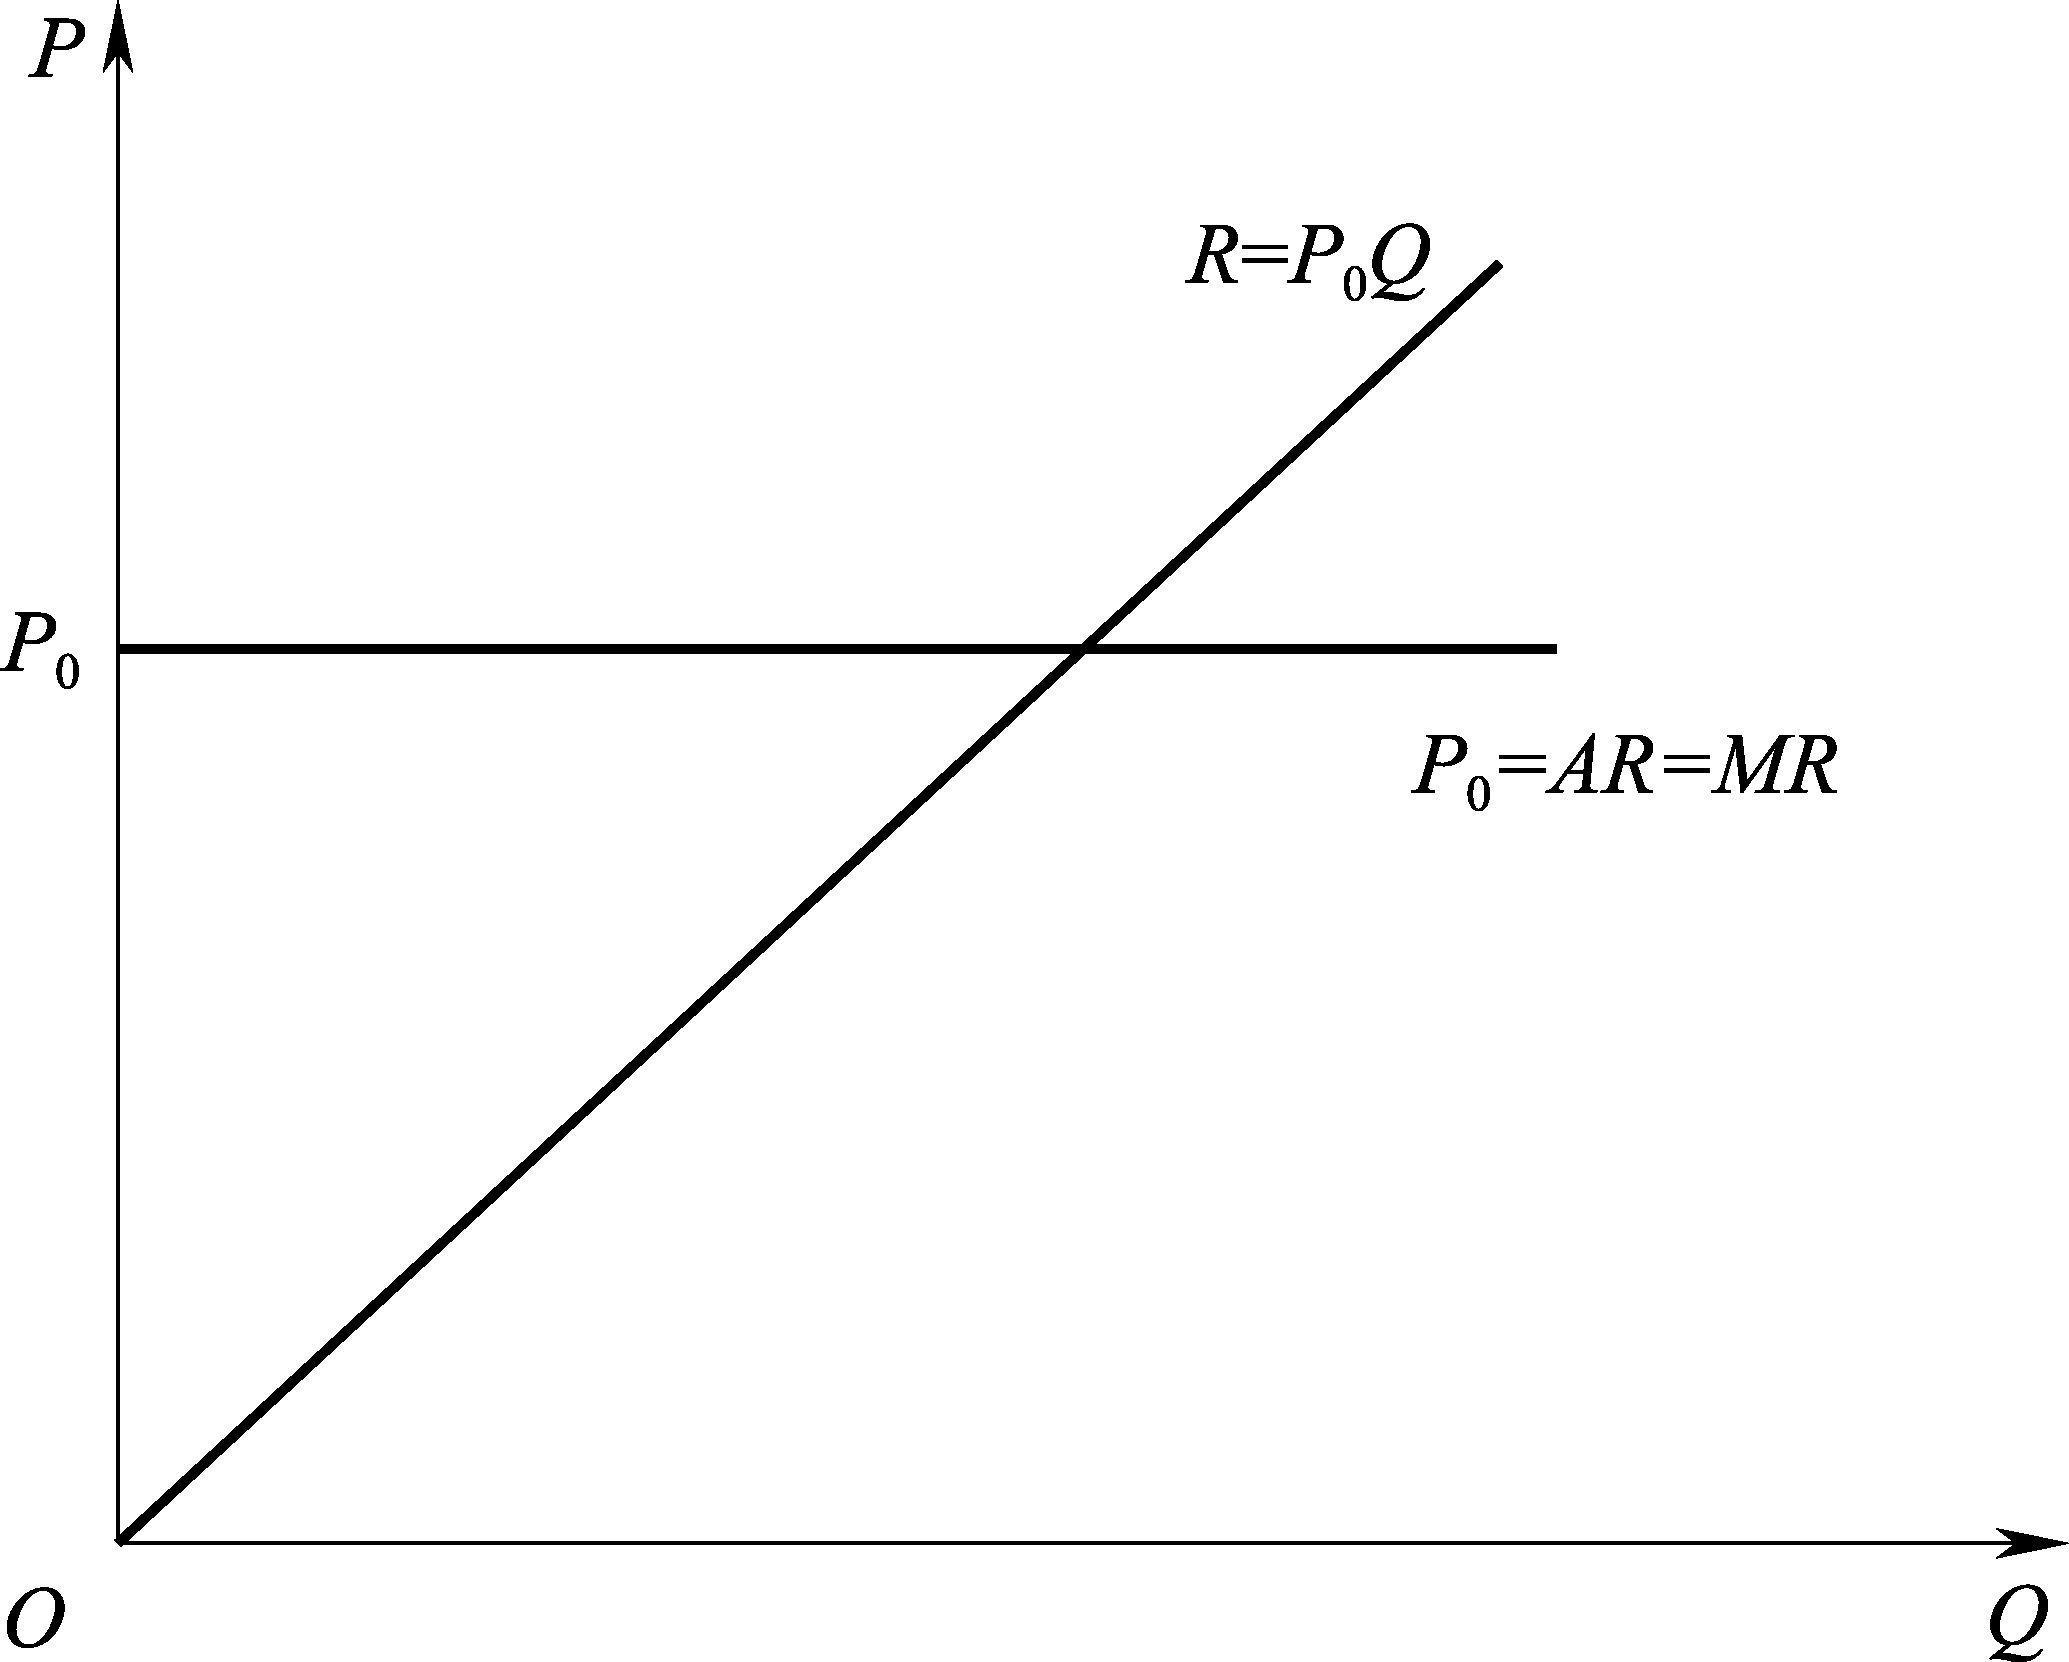 P
R=P₀Q
P₀
P₀=AR=MR
O
Q